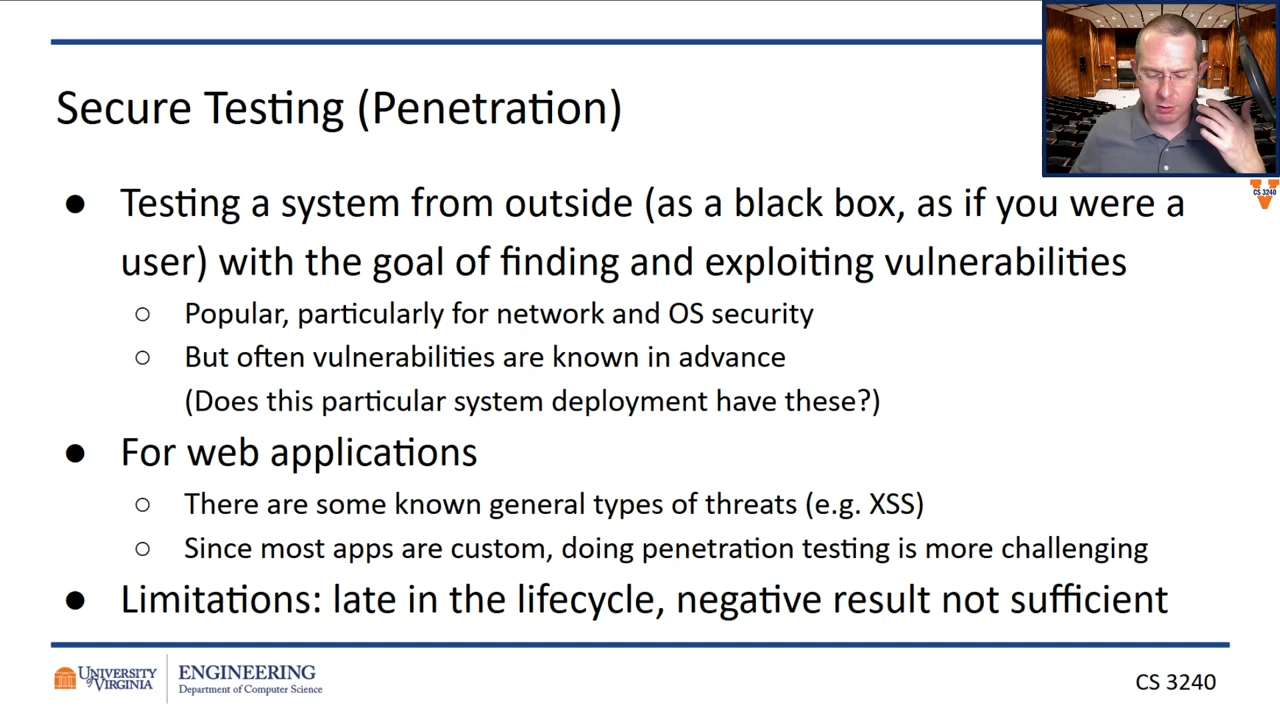 Secure Testing (Penetration)
CS 3240
● Testing a system from outside (as a black box, as if you were a
user) with the goal of finding and exploiting vulnerabilities
○ Popular, particularly for network and OS security
○ But often vulnerabilities are known in advance
(Does this particular system deployment have these?)
● For web applications
○ There are some known general types of threats (e.g. XSS)
○ Since most apps are custom, doing penetration testing is more challenging
● Limitations: late in the lifecycle, negative result not sufficient
UNIVERSITY
of VIRGINIA
ENGINEERING
Department of Computer Science
CS 3240